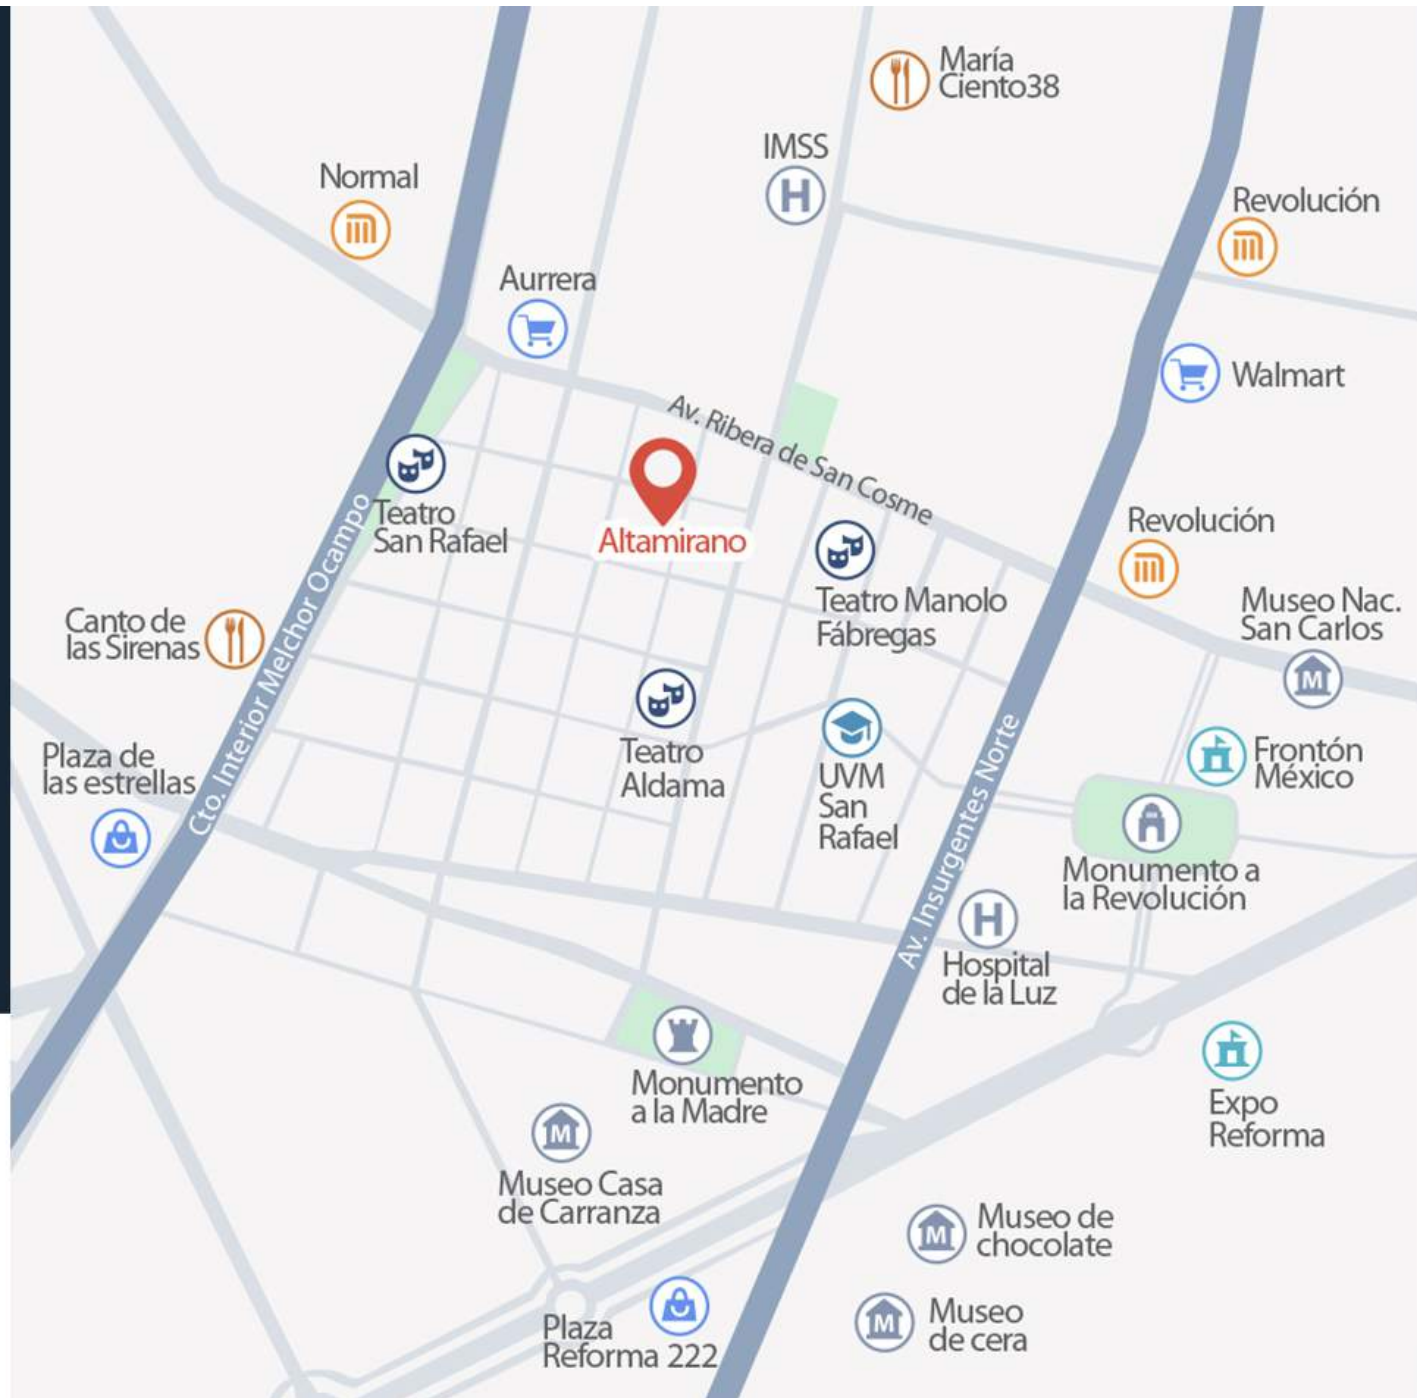 María
Ciento38
IMSS
H
Normal
Revolución
Aurrera
Walmart
Av. Ribera de San Cosme
Teatro
San Rafael
Altamirano
Revolución
Teatro Manolo
Fábregas
Museo Nac.
San Carlos
M
Canto de
las Sirenas
Cto. Interior Melchor Ocampo
Plaza de
las estrellas
Teatro
Aldama
UVM
San
Rafael
Av. Insurgentes Norte
Frontón
México
Monumento a
la Revolución
H
Hospital
de la Luz
Monumento
a la Madre
Expo
Reforma
M
Museo Casa
de Carranza
M
Museo de
chocolate
M
Museo
de cera
Plaza
Reforma 222